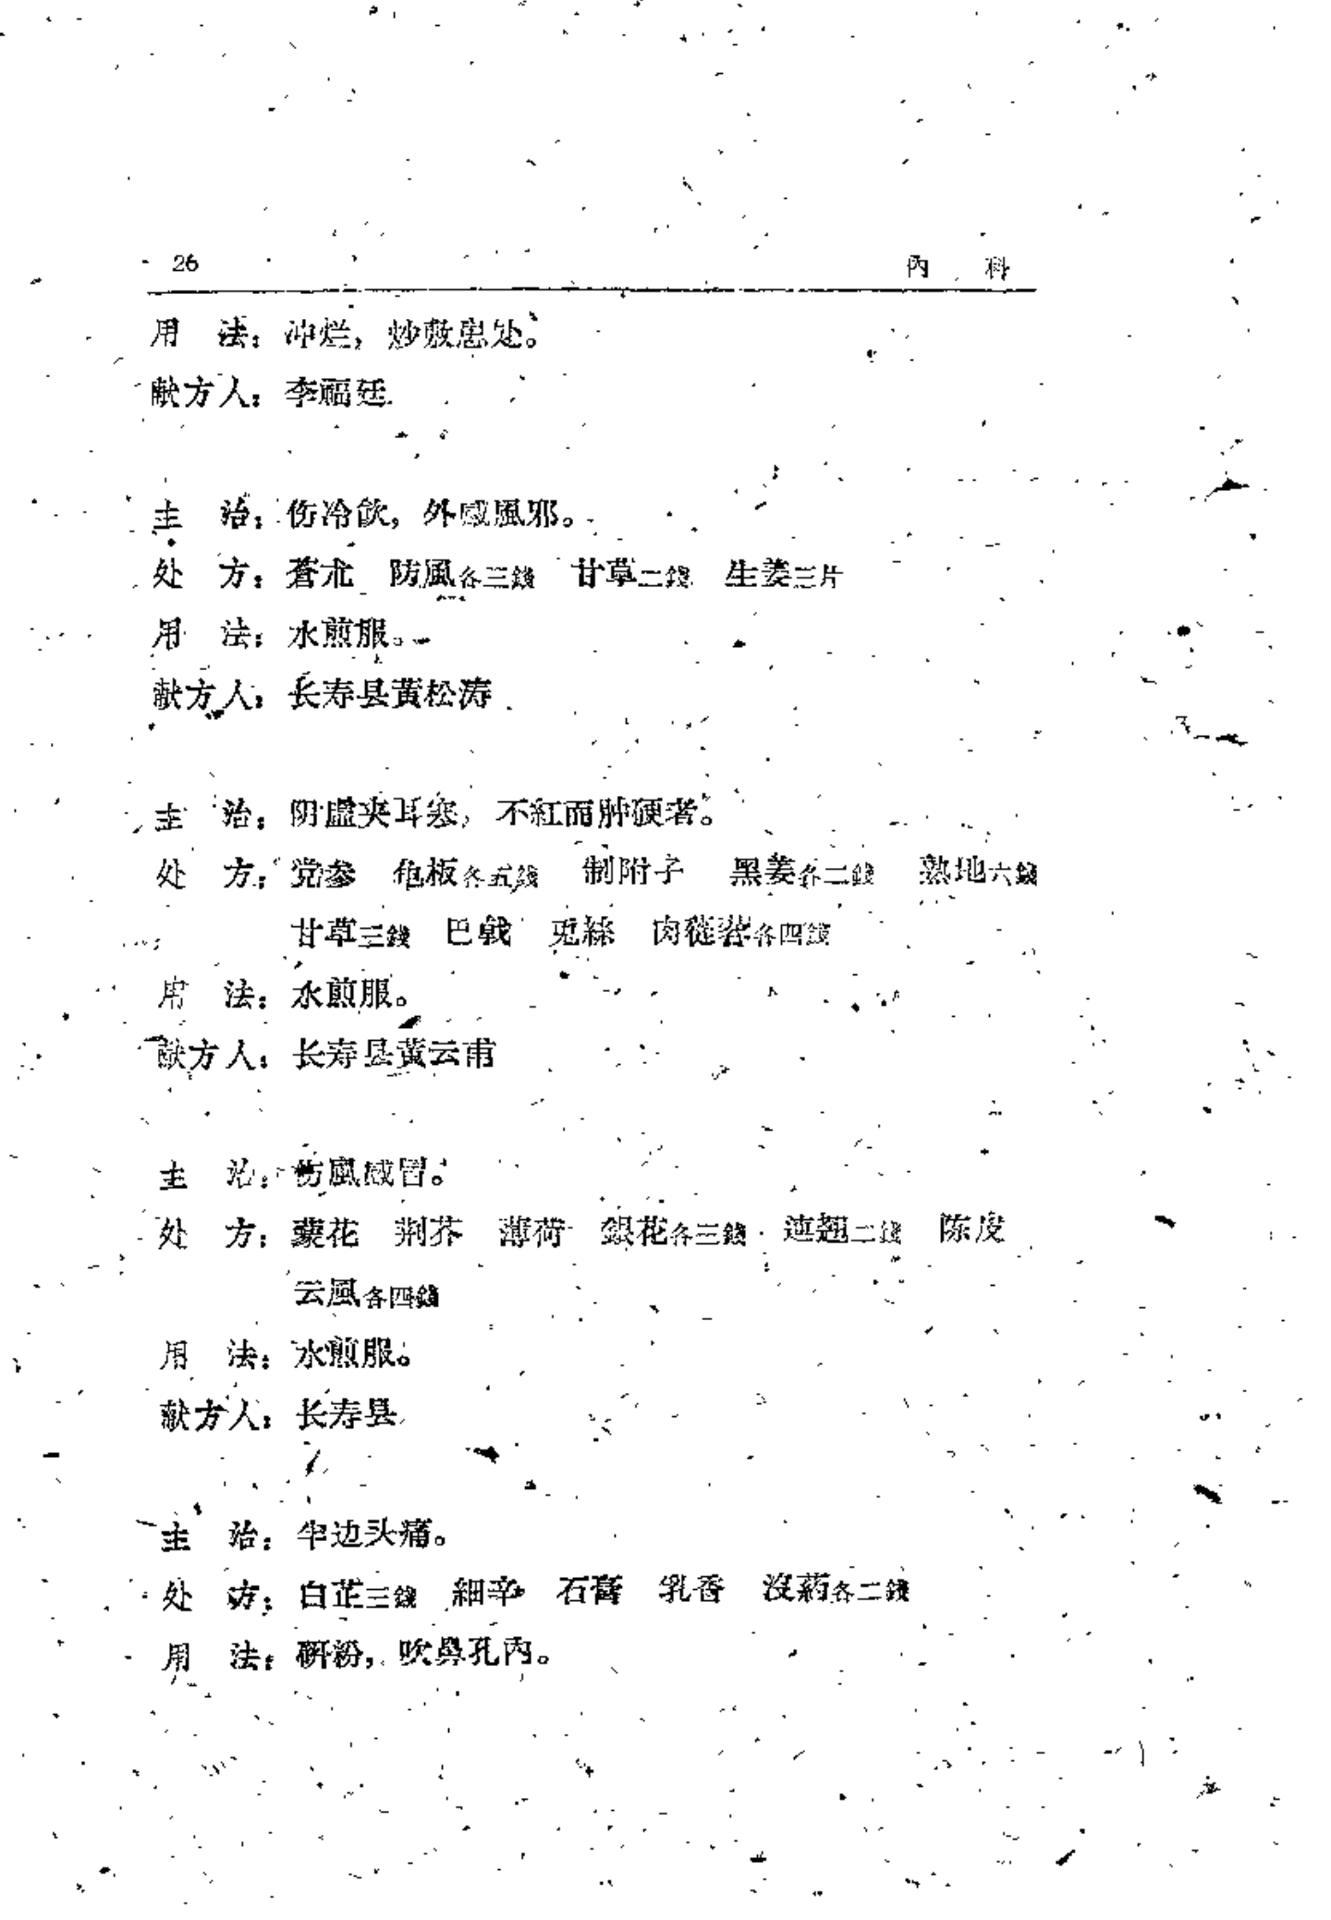 26 內 科
用 法：冲烂，炒敷患处。
献方人：李福廷
主 治：伤冷飲，外感風邪。
处 方：蒼朮 防風各三錢 甘草二錢 生姜三片
用 法：水煎服。
献方人：长寿县黄松涛
主 治：阴虛夹耳寒，不紅而肿硬者。
处 方：党参 龟板各五錢 制附子 黑姜各二錢 熟地六錢
甘草三錢 巴戟 兎絲 肉蓯蓉各四錢
用 法：水煎服。
献方人：长寿县黄云甫
主 治：伤風感冒。
处 方：花 荆芥 薄荷 銀花各三錢 連翘二錢 陈皮
云風各四錢
用 法：水煎服。
献方人：长寿县
主 治：半边头痛。
处 方：白芷三錢 細辛 石膏 乳香 沒葯各二錢
用 法：研粉，吹鼻孔內。